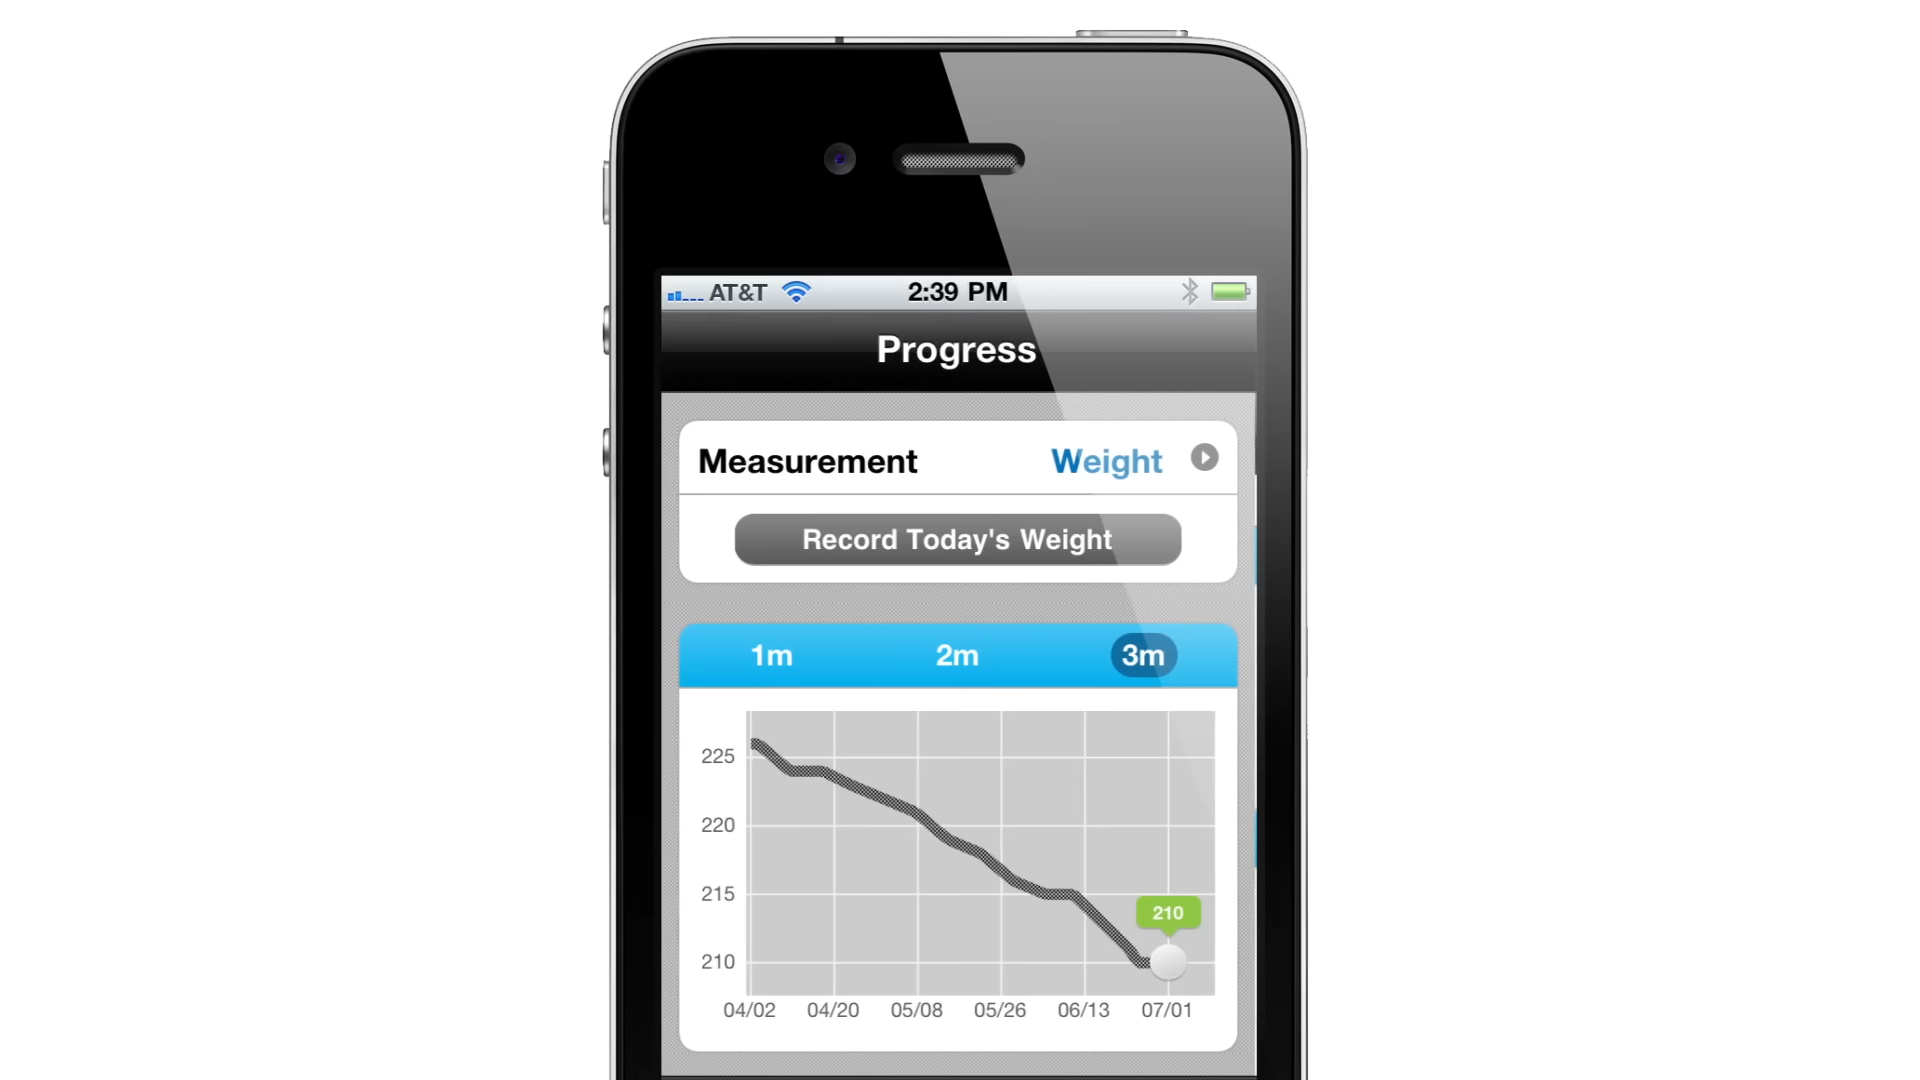 AT&T 2:39 PM
Progress
Measurement Weight
Record Today's Weight
1m 2m 3m
225
220
215
210
210
04/02 04/20 05/08 05/26 06/13 07/01